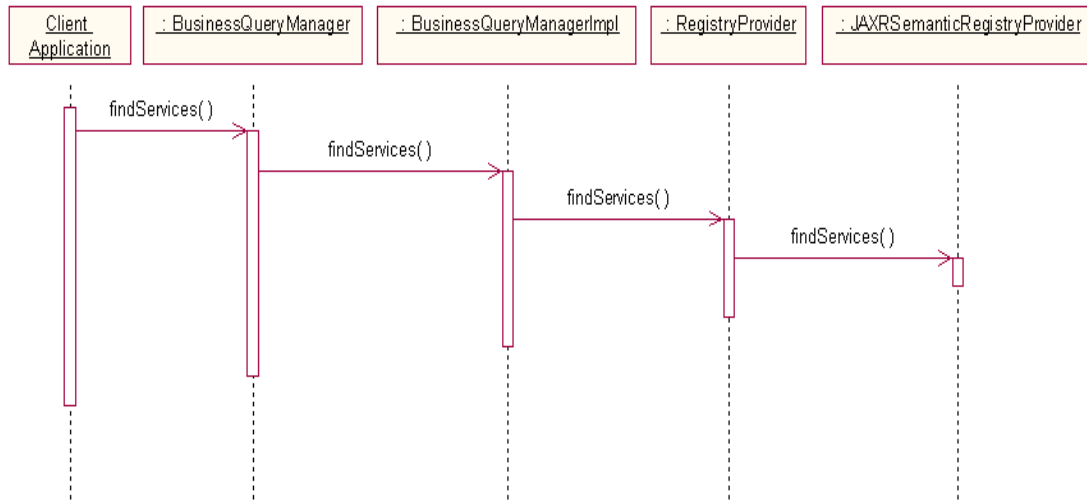 Client
Application
: BusinessQueryManager
: BusinessQueryManagerImpl
: RegistryProvider
: JAXRSemanticRegistryProvider
findServices( )
findServices( )
findServices( )
findServices( )